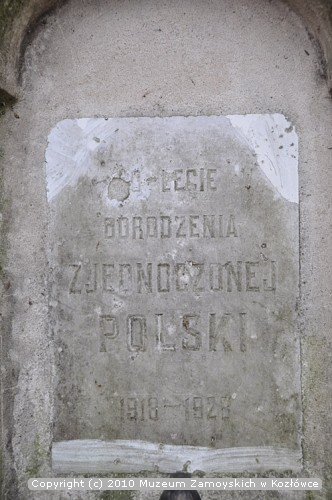 -LECIE
ODRODZENIA
ZJEDNOCZONEJ
POLSKI
1918-1928
Copyright (c) 2010 Muzeum Zamoyskich w Kozłówce